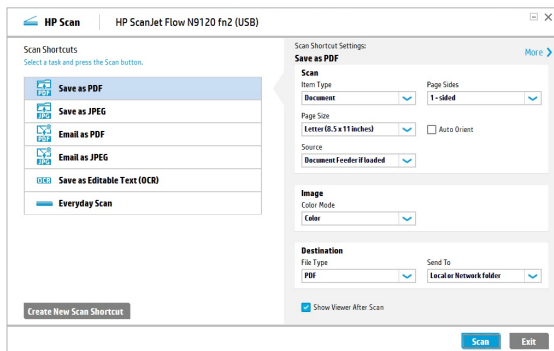 HP Scan
HP ScanJet Flow N9120 fn2 (USB)
Scan Shortcuts
Select a task and press the Scan button.
PDF
Save as PDF
JPG
Save as JPEG
PDF
Email as PDF
JPG
Email as JPEG
OCR
Save as Editable Text (OCR)
Everyday Scan
Create New Scan Shortcut
Scan Shortcut Settings:
Save as PDF
More
Scan
Item Type
Page Sides
Document
1 - sided
Page Size
Letter (8.5 x 11 inches)
Auto Orient
Source
Document Feeder if loaded
Image
Color Mode
Color
Destination
File Type
Send To
PDF
Local or Network folder
Show Viewer After Scan
Scan
Exit